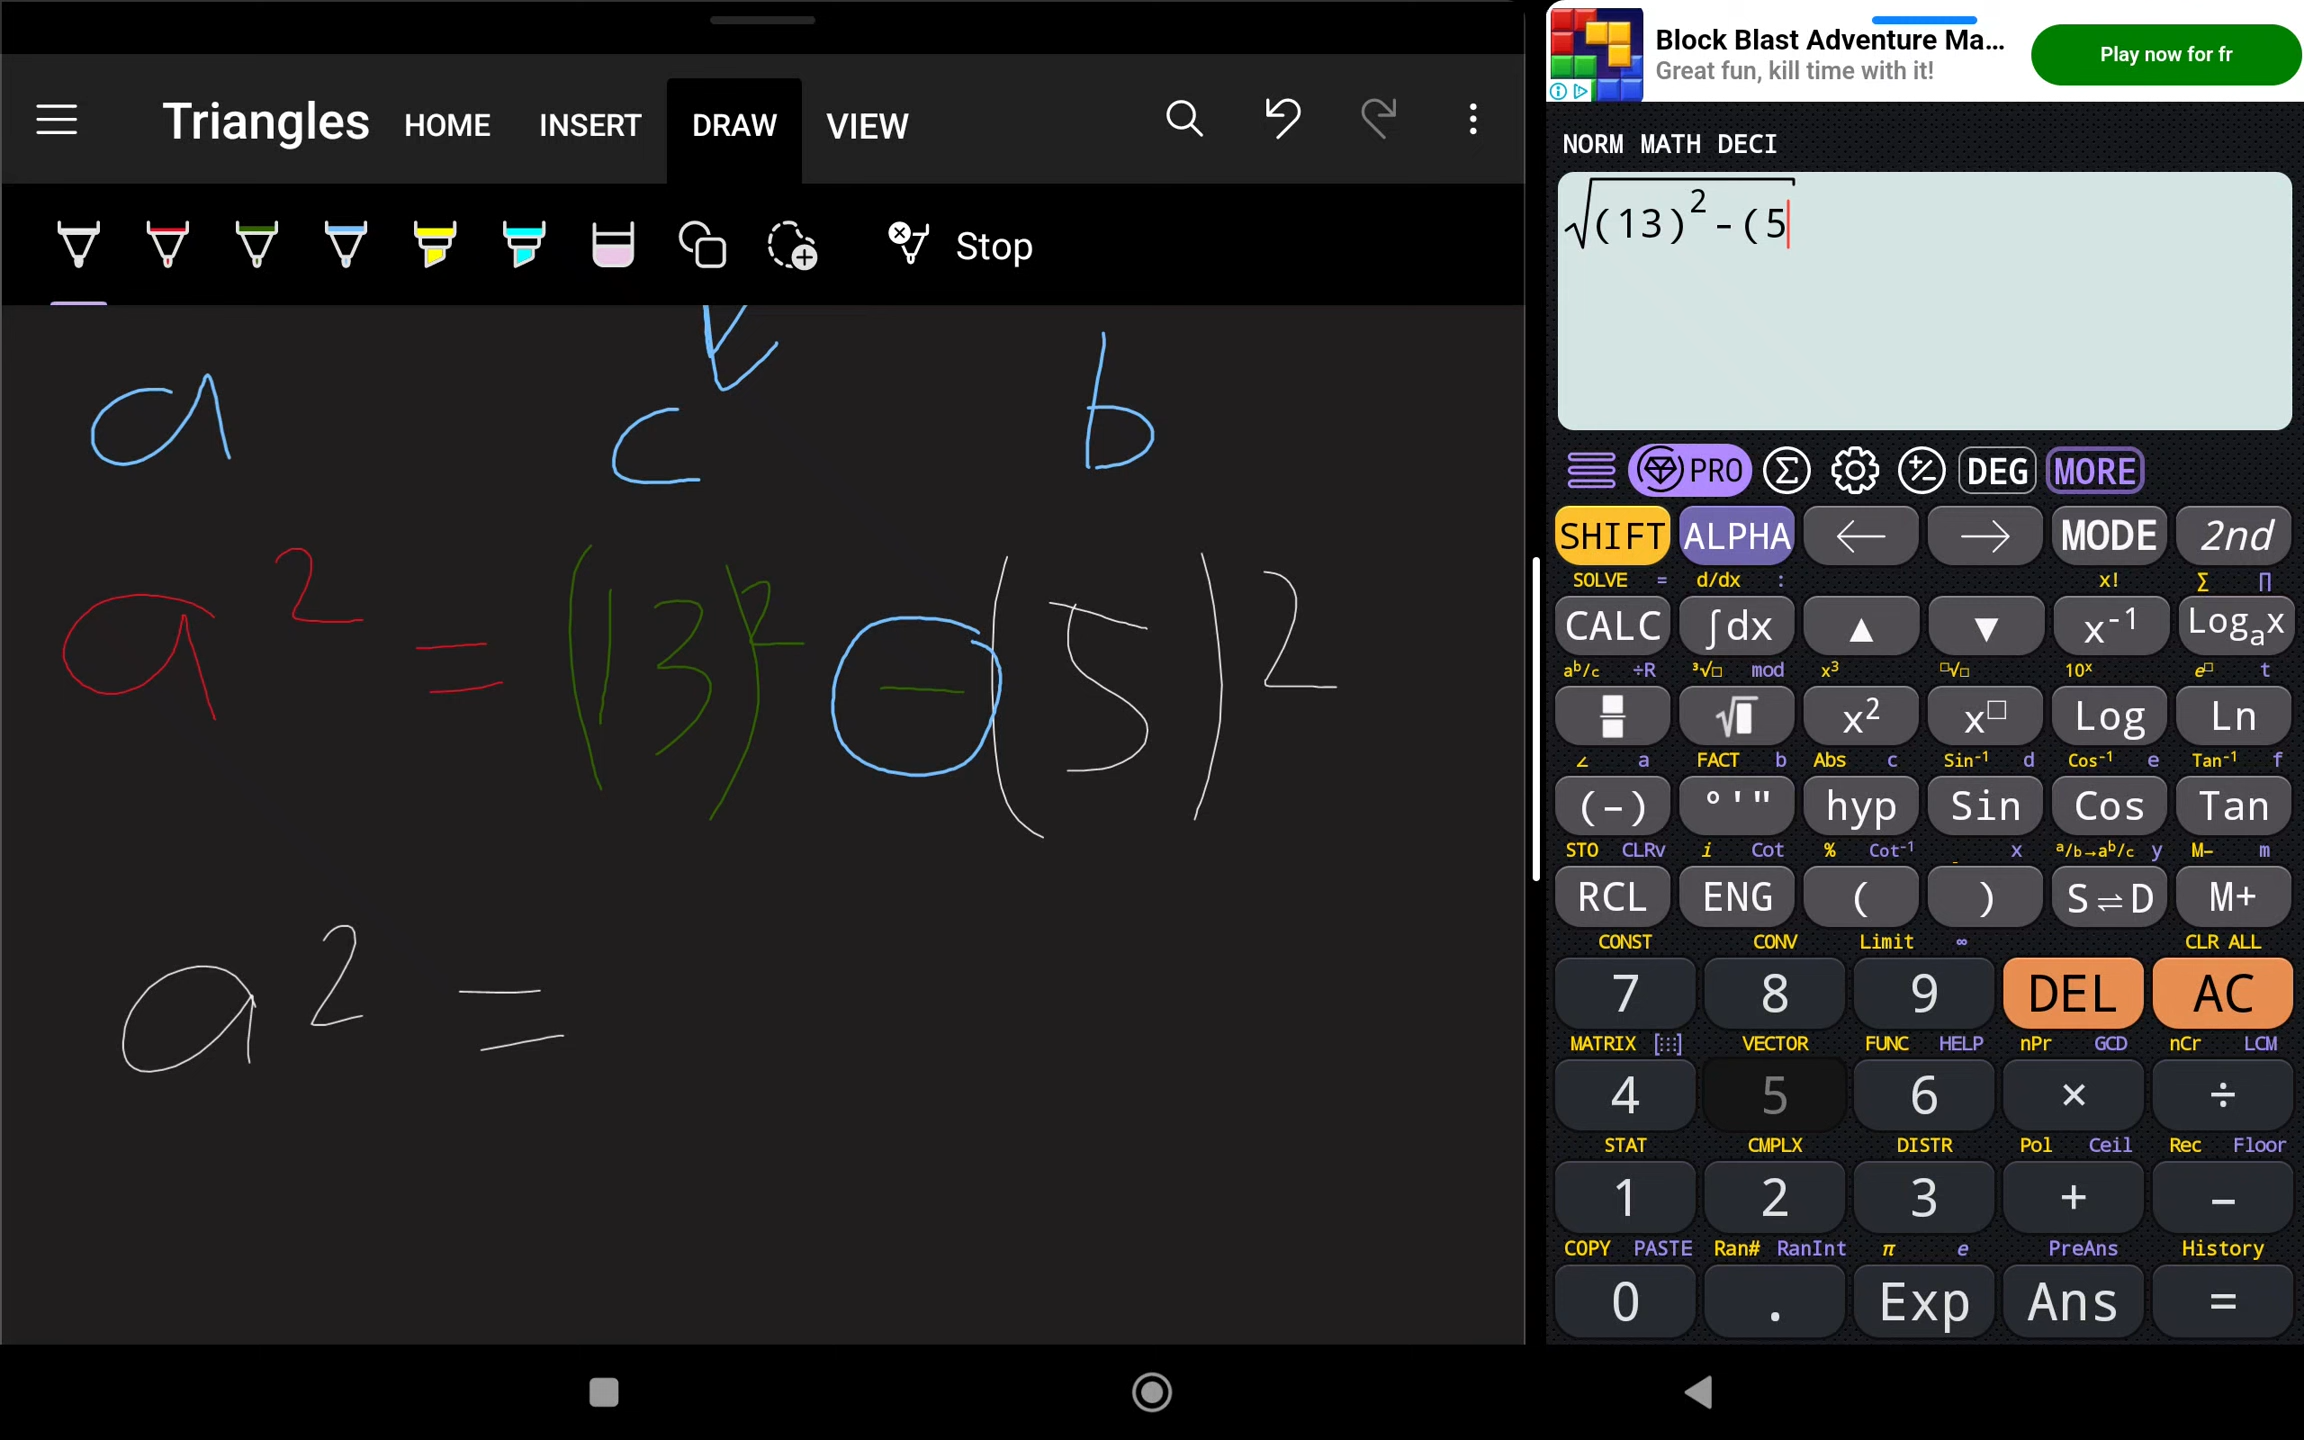 Block Blast Adventure Ma...
Great fun, kill time with it!
Play now for fr
Triangles HOME INSERT DRAW VIEW
Stop
NORM MATH DECI
√(13)² - (5
PRO Σ +/- DEG MORE
SHIFT ALPHA ← → MODE 2nd
SOLVE = d/dx : x! Σ ∏
CALC ∫dx ▲ ▼ x⁻¹ Logₐx
aᵇ/c ÷R ³√□ mod x³ □√□ 10ˣ e□ t
√ x² x□ Log Ln
∠ a FACT b Abs c Sin⁻¹ d Cos⁻¹ e Tan⁻¹ f
(-) °'" hyp Sin Cos Tan
STO CLRv i Cot % Cot⁻¹ x a/b→aᵇ/c y M- m
RCL ENG ( ) S⇌D M+
CONST CONV Limit ∞ CLR ALL
7 8 9 DEL AC
MATRIX [:::] VECTOR FUNC HELP nPr GCD nCr LCM
4 5 6 × ÷
STAT CMPLX DISTR Pol Ceil Rec Floor
1 2 3 + -
COPY PASTE Ran# RanInt π e PreAns History
0 . Exp Ans =
a c b
a² = (13)² - (5)²
a² =